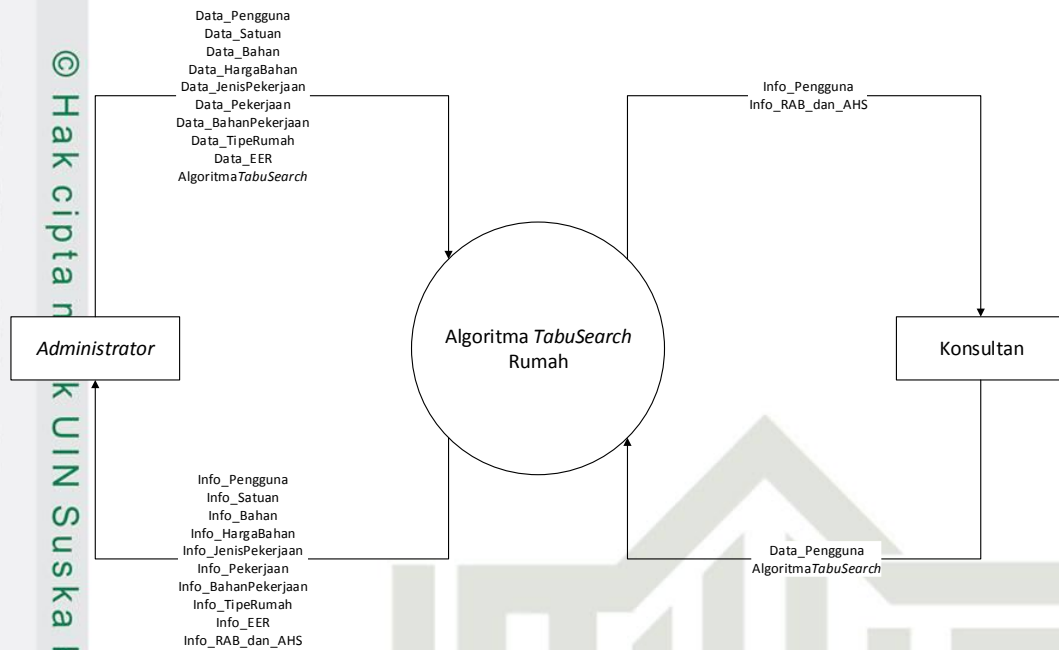 © Hak cipta milik UIN Suska
Data_Pengguna
Data_Satuan
Data_Bahan
Data_HargaBahan
Data_JenisPekerjaan
Data_Pekerjaan
Data_BahanPekerjaan
Data_TipeRumah
Data_EER
AlgoritmaTabuSearch
Info_Pengguna
Info_RAB_dan_AHS
Administrator
Algoritma TabuSearch
Rumah
Konsultan
Info_Pengguna
Info_Satuan
Info_Bahan
Info_HargaBahan
Info_JenisPekerjaan
Info_Pekerjaan
Info_BahanPekerjaan
Info_TipeRumah
Info_EER
Info_RAB_dan_AHS
Data_Pengguna
AlgoritmaTabuSearch